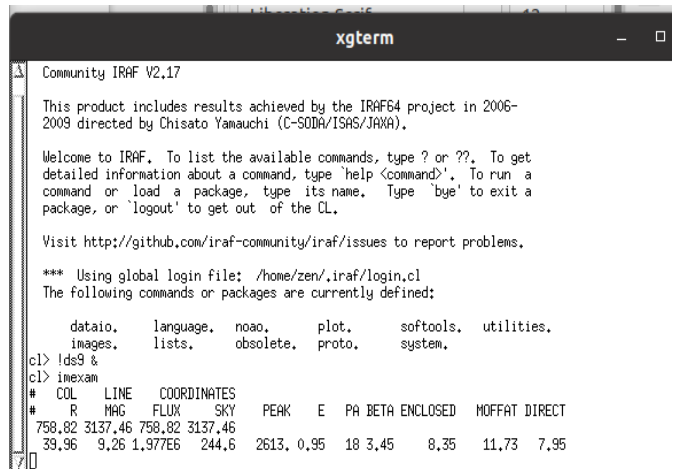 xgterm
Community IRAF V2.17
This product includes results achieved by the IRAF64 project in 2006-
2009 directed by Chisato Yamauchi (C-SODA/ISAS/JAXA).
Welcome to IRAF. To list the available commands, type ? or ??. To get
detailed information about a command, type `help <command>'. To run a
command or load a package, type its name. Type `bye' to exit a
package, or `logout' to get out of the CL.
Visit http://github.com/iraf-community/iraf/issues to report problems.
*** Using global login file: /home/zen/.iraf/login.cl
The following commands or packages are currently defined:
dataio. language. noao. plot. softools. utilities.
images. lists. obsolete. proto. system.
cl> !ds9 &
cl> imexam
# COL LINE COORDINATES
# R MAG FLUX SKY PEAK E PA BETA ENCLOSED MOFFAT DIRECT
758.82 3137.46 758.82 3137.46
39.96 9.26 1.977E6 244.6 2613. 0.95 18 3.45 8.35 11.73 7.95